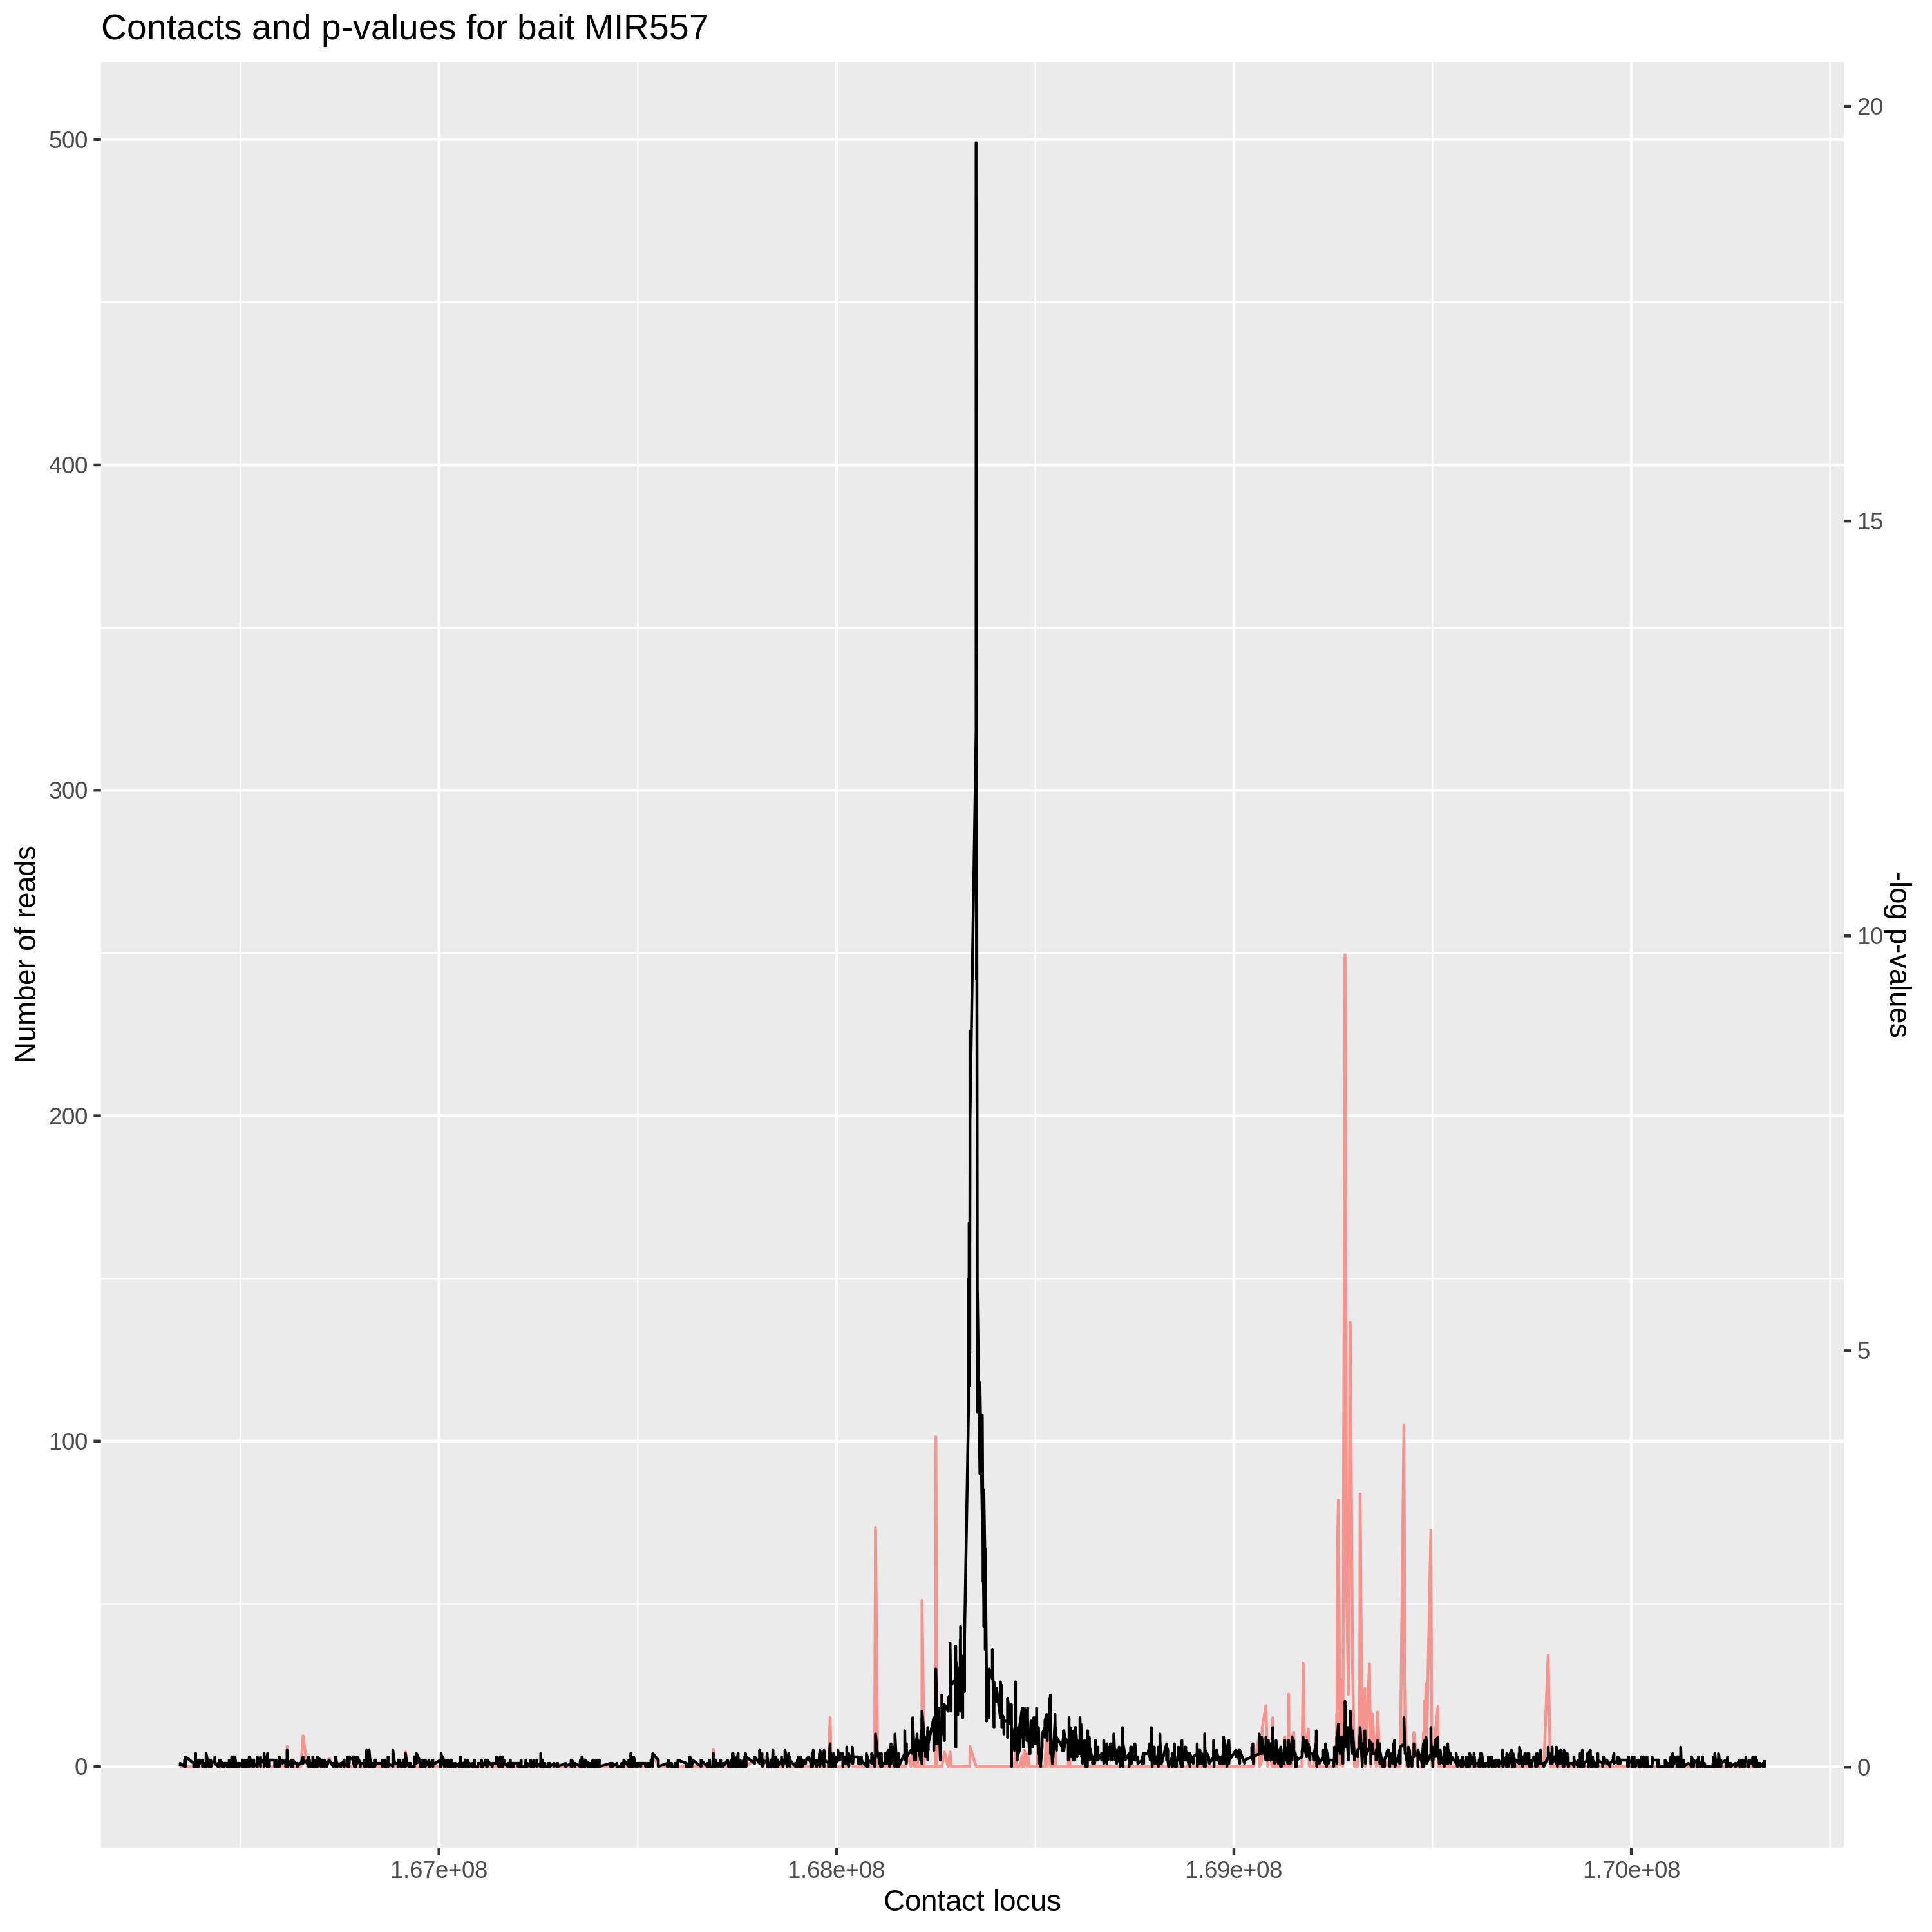 Contacts and p-values for bait MIR557
500
400
300
200
100
0
Number of reads
20
15
10
5
0
-log p-values
1.67e+08
1.68e+08
1.69e+08
1.70e+08
Contact locus